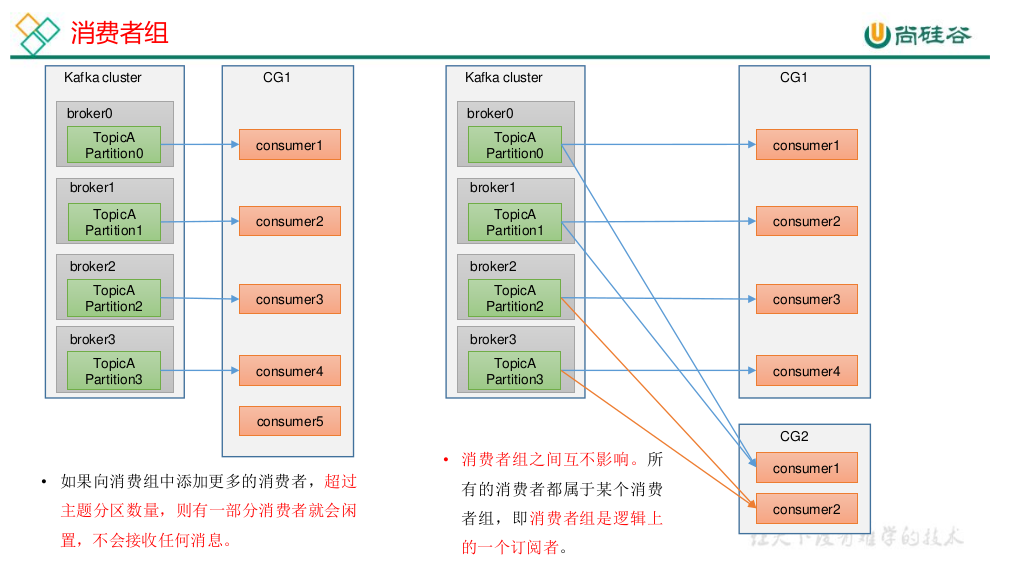 消费者组
尚硅谷
Kafka cluster
broker0
TopicA
Partition0
broker1
TopicA
Partition1
broker2
TopicA
Partition2
broker3
TopicA
Partition3
CG1
consumer1
consumer2
consumer3
consumer4
consumer5
• 如果向消费组中添加更多的消费者，超过
主题分区数量，则有一部分消费者就会闲
置，不会接收任何消息。
Kafka cluster
broker0
TopicA
Partition0
broker1
TopicA
Partition1
broker2
TopicA
Partition2
broker3
TopicA
Partition3
CG1
consumer1
consumer2
consumer3
consumer4
CG2
consumer1
consumer2
• 消费者组之间互不影响。所
有的消费者都属于某个消费
者组，即消费者组是逻辑上
的一个订阅者。
学的技术